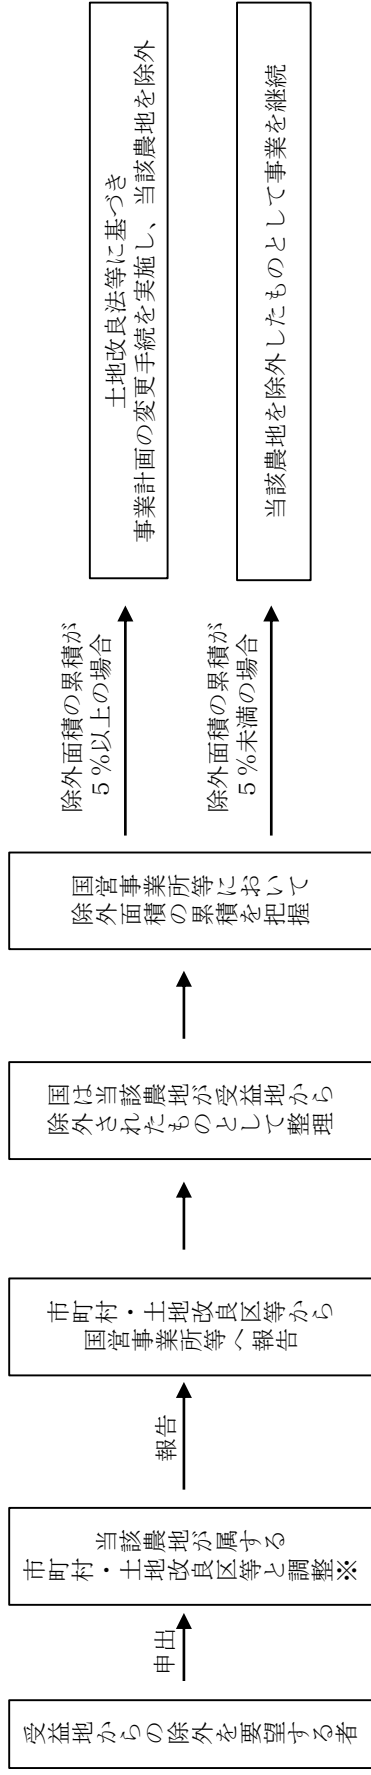 受益地からの除外を要望する者
申出
当該農地が属する
市町村・土地改良区等と調整※
報告
市町村・土地改良区等から
国営事業所等へ報告
国は当該農地が受益地から
除外されたものとして整理
国営事業所等において
除外面積の累積を把握
除外面積の累積が
５％以上の場合
土地改良法等に基づき
事業計画の変更手続を実施し、当該農地を除外
除外面積の累積が
５％未満の場合
当該農地を除外したものとして事業を継続